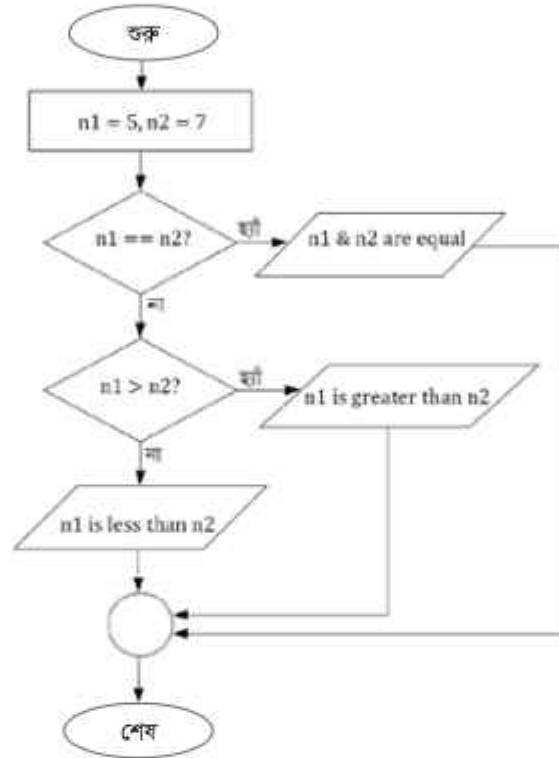 শুরু
n1 = 5, n2 = 7
n1 == n2?
হ্যাঁ
n1 & n2 are equal
না
n1 > n2?
হ্যাঁ
n1 is greater than n2
না
n1 is less than n2
শেষ